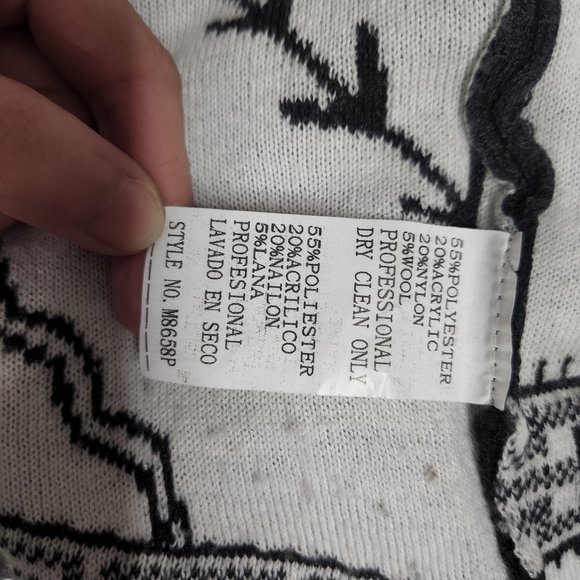 55%POLYESTER
20%ACRYLIC
20%NYLON
5%WOOL
PROFESSIONAL
DRY CLEAN ONLY
55%POLIESTER
20%ACRILICO
20%NAILON
5%LANA
PROFESIONAL
LAVADO EN SECO
STYLE NO. M8658P